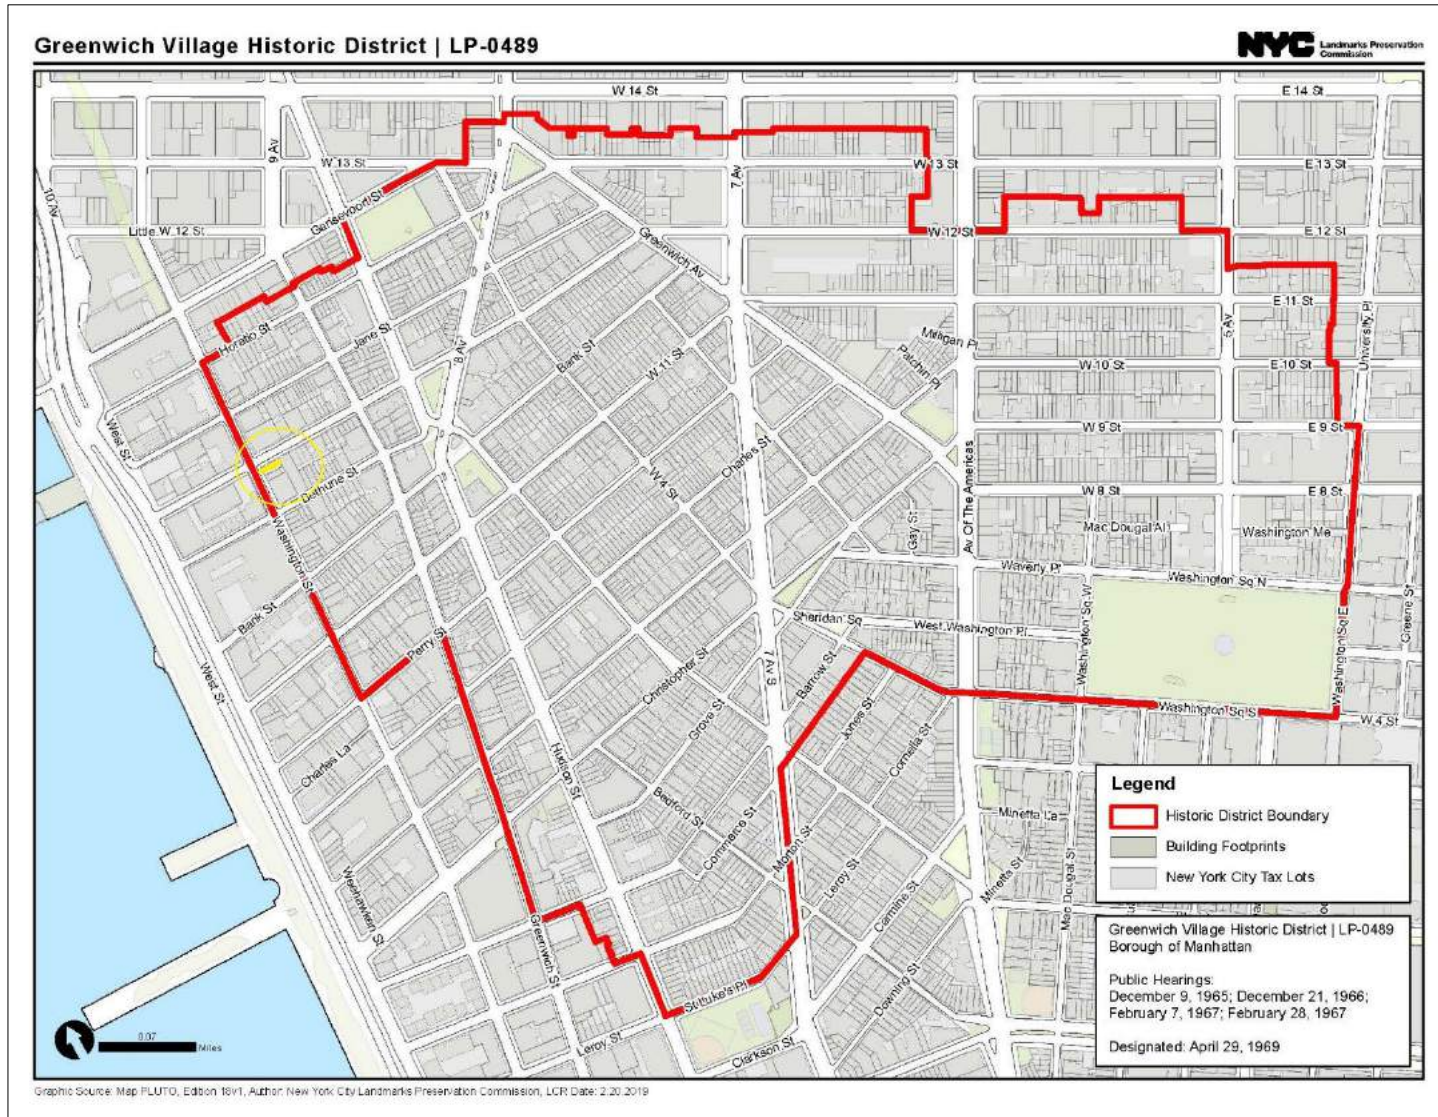 Greenwich Village Historic District | LP-0489
NYC Landmarks Preservation
Commission
W 14 St
E 14 St
9 Av
10 Av
W 13 St
7 Av
W 13 St
E 13 St
Gansevoort St
Little W 12 St
W 12 St
E 12 St
Greenwich Av
E 11 St
5 Av
University Pl
Horatio St
Jane St
8 Av
Bank St
W 11 St
Milligan Pl
Patchin Pl
W 10 St
E 10 St
West St
W 9 St
E 9 St
Charles St
Av Of The Americas
Bethune St
W 4 St
W 8 St
E 8 St
Gay St
Mac Dougal Al
Washington Me
Washington St
Waverly Pl
Washington Sq N
Washington Sq W
Washington Sq E
Greene St
Bank St
Perry St
Sheridan Sq
West Washington Pl
West St
Christopher St
7 Av S
Barrow St
Washington Sq S
W 4 St
Grove St
Jones St
Cornelia St
Charles La
Hudson St
Bedford St
Commerce St
Morton St
Minetta La
Leroy St
Minetta St
Mac Dougal St
Carmine St
Weehawken St
Greenwich St
St Luke's Pl
Downing St
Leroy St
Clarkson St
Legend
Historic District Boundary
Building Footprints
New York City Tax Lots
Greenwich Village Historic District | LP-0489
Borough of Manhattan
Public Hearings:
December 9, 1965; December 21, 1966;
February 7, 1967; February 28, 1967
Designated: April 29, 1969
0.07
Miles
Graphic Source: Map PLUTO, Edition 18v1, Author: New York City Landmarks Preservation Commission, LCR Date: 2.20.2019